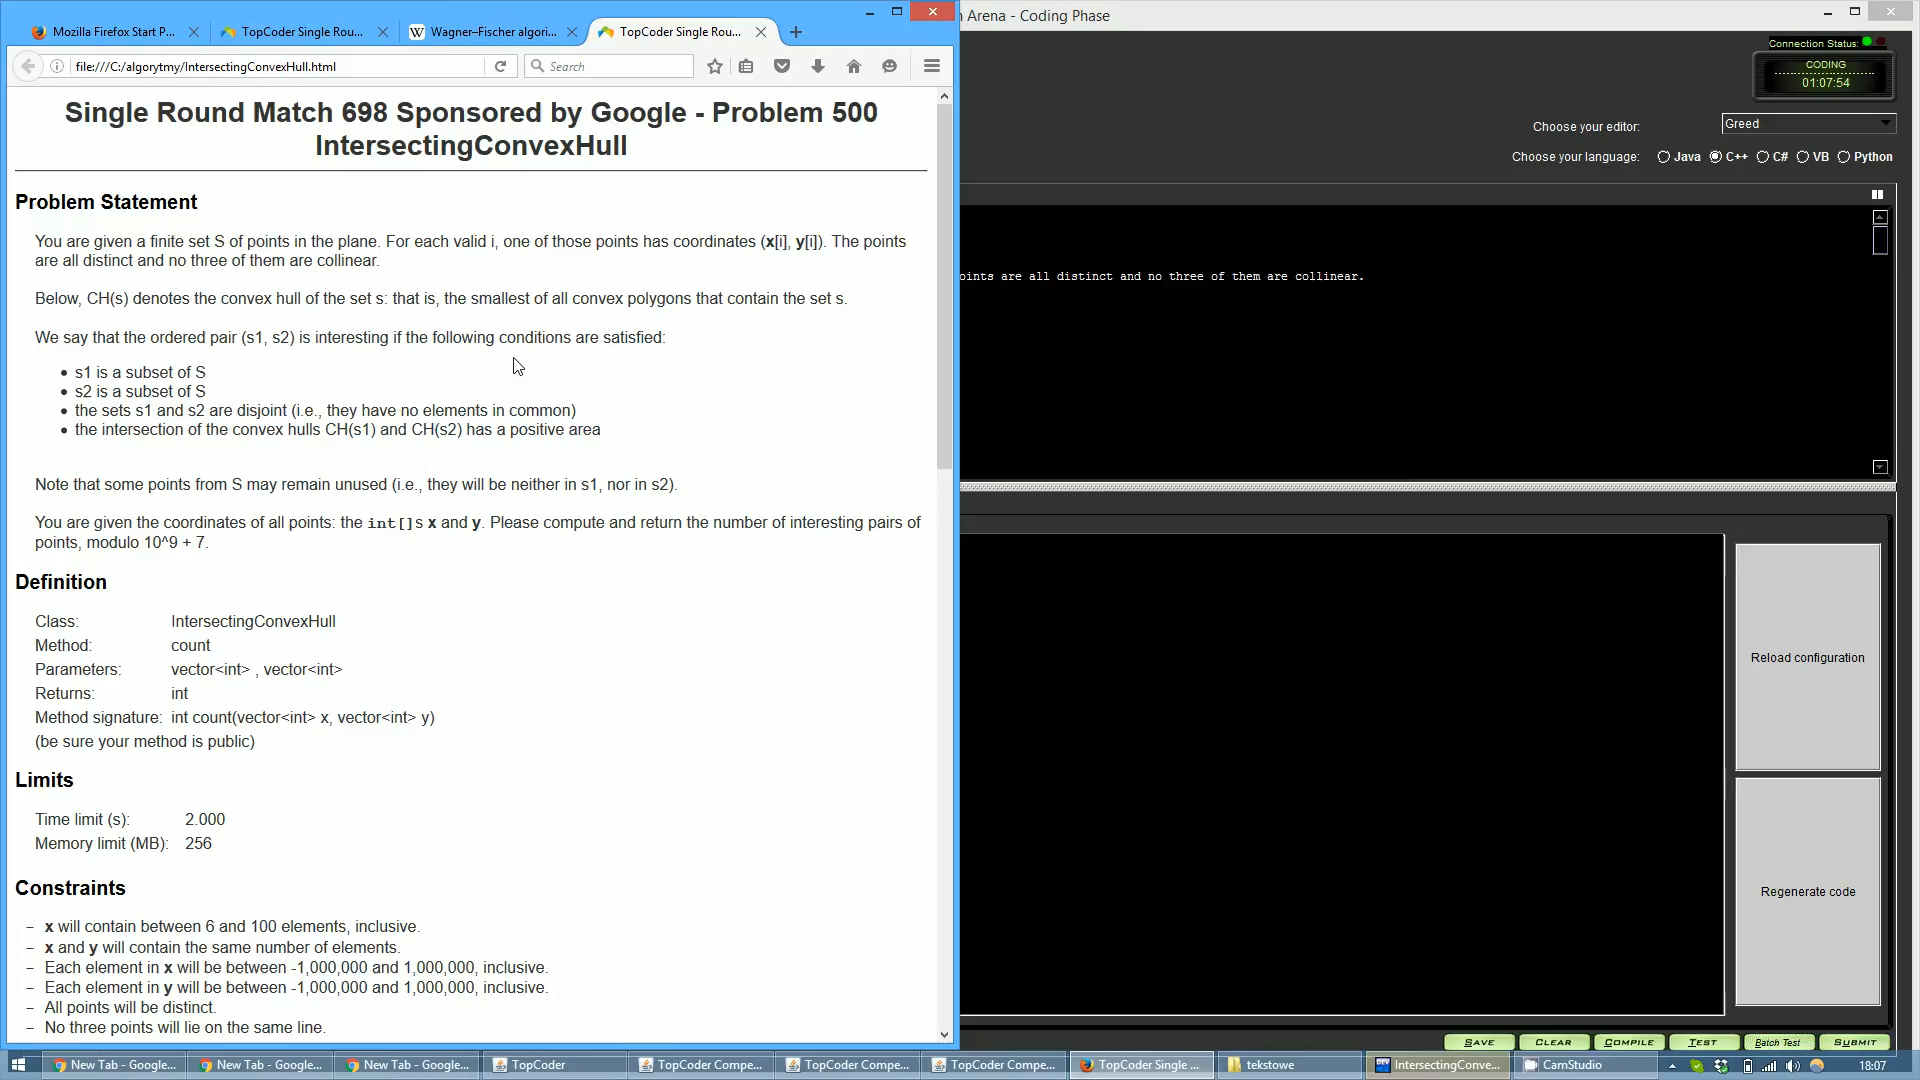 Mozilla Firefox Start P...
TopCoder Single Rou...
Wagner–Fischer algori...
TopCoder Single Rou...
n Arena - Coding Phase
file:///C:/algorytmy/IntersectingConvexHull.html
Search
Connection Status:
CODING
01:07:54
Choose your editor:
Greed
Choose your language:
Java
C++
C#
VB
Python
Single Round Match 698 Sponsored by Google - Problem 500
IntersectingConvexHull
Problem Statement
You are given a finite set S of points in the plane. For each valid i, one of those points has coordinates (x[i], y[i]). The points
are all distinct and no three of them are collinear.
oints are all distinct and no three of them are collinear.
Below, CH(s) denotes the convex hull of the set s: that is, the smallest of all convex polygons that contain the set s.
We say that the ordered pair (s1, s2) is interesting if the following conditions are satisfied:
• s1 is a subset of S
• s2 is a subset of S
• the sets s1 and s2 are disjoint (i.e., they have no elements in common)
• the intersection of the convex hulls CH(s1) and CH(s2) has a positive area
Note that some points from S may remain unused (i.e., they will be neither in s1, nor in s2).
You are given the coordinates of all points: the int[]s x and y. Please compute and return the number of interesting pairs of
points, modulo 10^9 + 7.
Definition
Class: IntersectingConvexHull
Method: count
Parameters: vector<int> , vector<int>
Returns: int
Method signature: int count(vector<int> x, vector<int> y)
(be sure your method is public)
Limits
Time limit (s): 2.000
Memory limit (MB): 256
Constraints
– x will contain between 6 and 100 elements, inclusive.
– x and y will contain the same number of elements.
– Each element in x will be between -1,000,000 and 1,000,000, inclusive.
– Each element in y will be between -1,000,000 and 1,000,000, inclusive.
– All points will be distinct.
– No three points will lie on the same line.
Reload configuration
Regenerate code
SAVE
CLEAR
COMPILE
TEST
Batch Test
SUBMIT
New Tab - Google...
New Tab - Google...
New Tab - Google...
TopCoder
TopCoder Compe...
TopCoder Compe...
TopCoder Compe...
TopCoder Single ...
tekstowe
IntersectingConve...
CamStudio
18:07